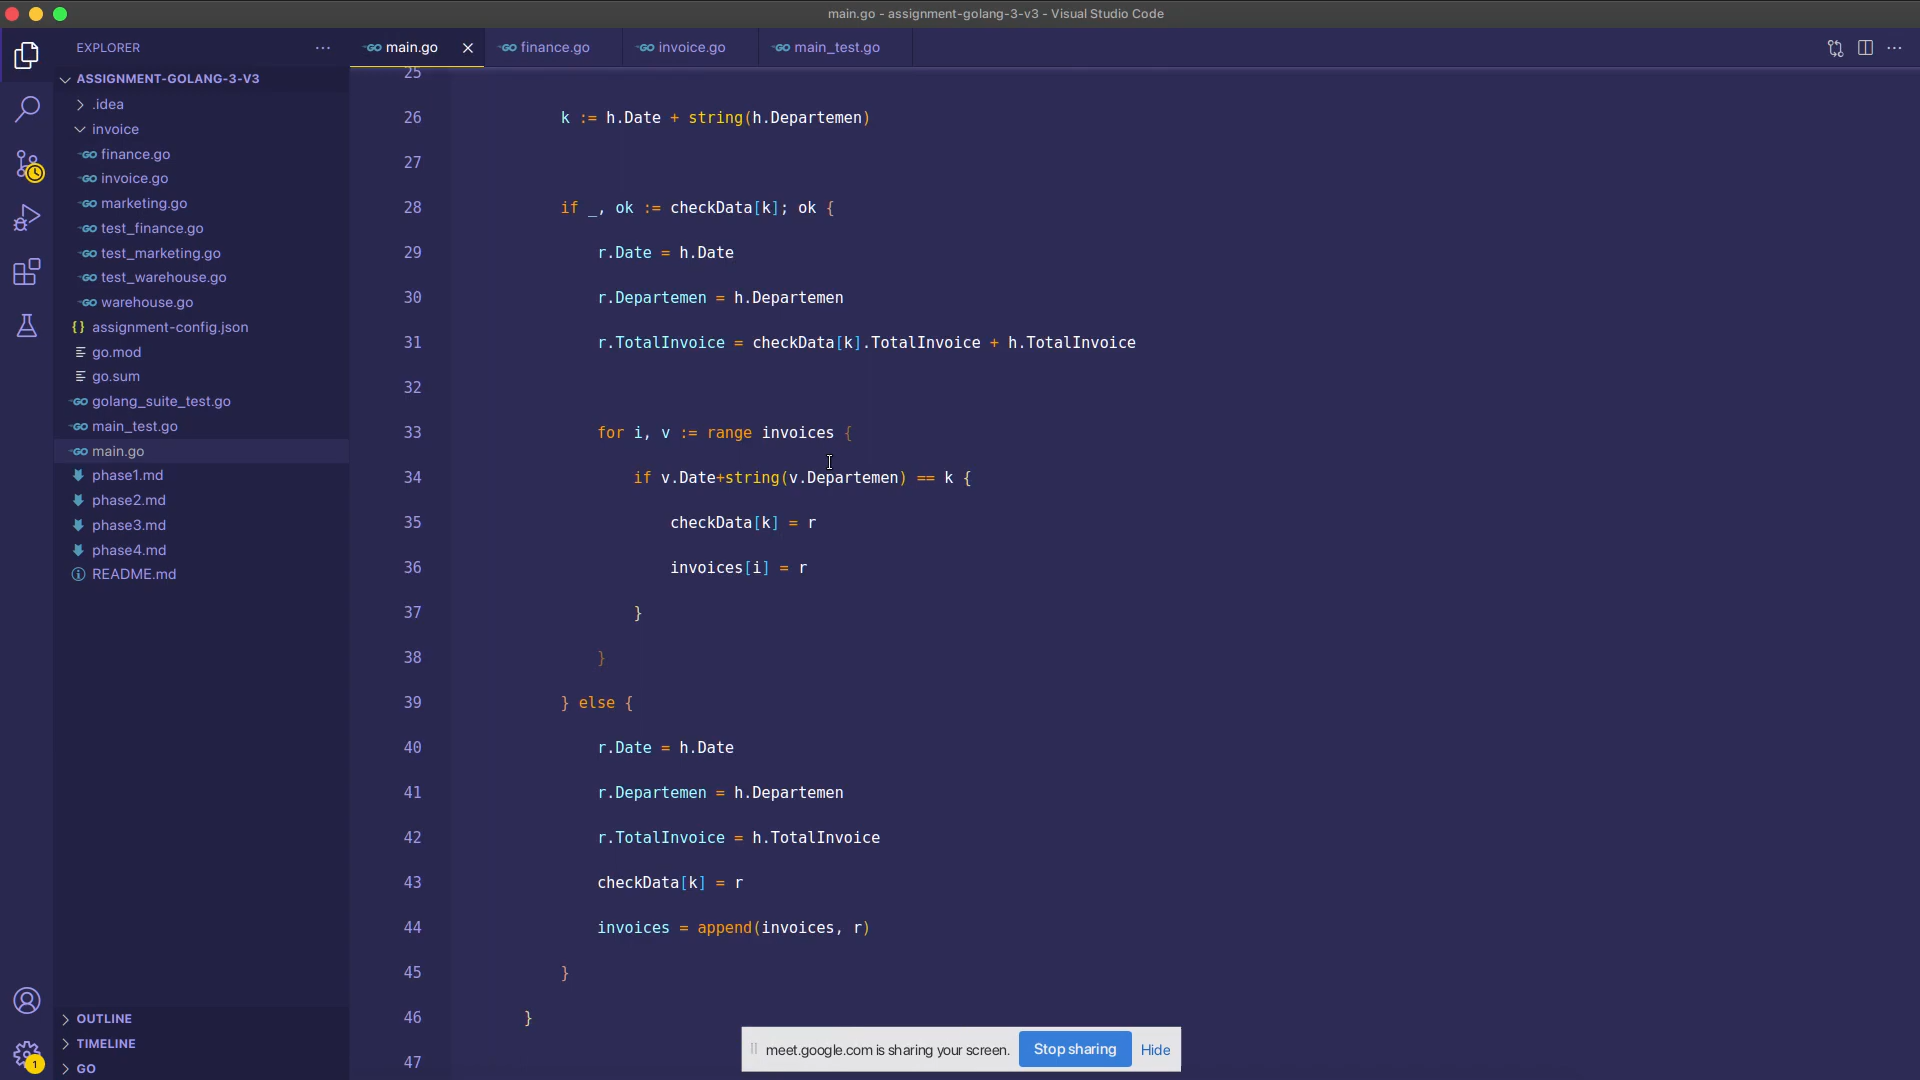 main.go - assignment-golang-3-v3 - Visual Studio Code
EXPLORER
main.go
finance.go
invoice.go
main_test.go
ASSIGNMENT-GOLANG-3-V3
.idea
invoice
finance.go
invoice.go
marketing.go
test_finance.go
test_marketing.go
test_warehouse.go
warehouse.go
assignment-config.json
go.mod
go.sum
golang_suite_test.go
main_test.go
main.go
phase1.md
phase2.md
phase3.md
phase4.md
README.md
OUTLINE
TIMELINE
GO
1
25
26 k := h.Date + string(h.Departemen)
27
28 if _, ok := checkData[k]; ok {
29 r.Date = h.Date
30 r.Departemen = h.Departemen
31 r.TotalInvoice = checkData[k].TotalInvoice + h.TotalInvoice
32
33 for i, v := range invoices {
34 if v.Date+string(v.Departemen) == k {
35 checkData[k] = r
36 invoices[i] = r
37 }
38 }
39 } else {
40 r.Date = h.Date
41 r.Departemen = h.Departemen
42 r.TotalInvoice = h.TotalInvoice
43 checkData[k] = r
44 invoices = append(invoices, r)
45 }
46 }
47
meet.google.com is sharing your screen. Stop sharing Hide